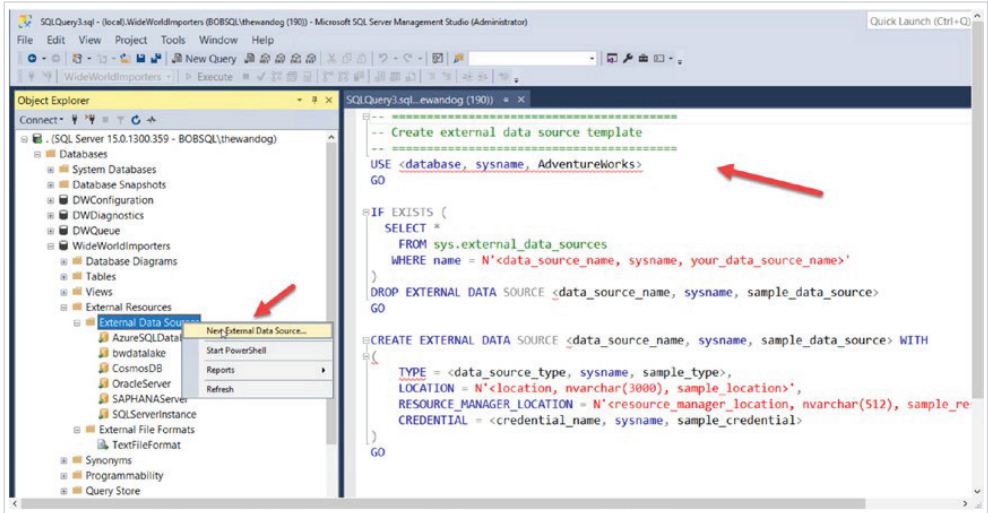 SQLQuery3.sql - (local).WideWorldImporters (BOBSQL\thewandog (190)) - Microsoft SQL Server Management Studio (Administrator)
Quick Launch (Ctrl+Q)
File Edit View Project Tools Window Help
New Query
WideWorldImporters
Execute
Object Explorer
Connect
. (SQL Server 15.0.1300.359 - BOBSQL\thewandog)
Databases
System Databases
Database Snapshots
DWConfiguration
DWDiagnostics
DWQueue
WideWorldImporters
Database Diagrams
Tables
Views
External Resources
External Data Sources
AzureSQLData
bwdatalake
CosmosDB
OracleServer
SAPHANAServer
SQLServerInstance
External File Formats
TextFileFormat
Synonyms
Programmability
Query Store
New External Data Source...
Start PowerShell
Reports
Refresh
SQLQuery3.sql...ewandog (190))
-- =======================================
-- Create external data source template
-- =======================================
USE <database, sysname, AdventureWorks>
GO
IF EXISTS (
SELECT *
FROM sys.external_data_sources
WHERE name = N'<data_source_name, sysname, your_data_source_name>'
)
DROP EXTERNAL DATA SOURCE <data_source_name, sysname, sample_data_source>
GO
CREATE EXTERNAL DATA SOURCE <data_source_name, sysname, sample_data_source> WITH
(
TYPE = <data_source_type, sysname, sample_type>,
LOCATION = N'<location, nvarchar(3000), sample_location>',
RESOURCE_MANAGER_LOCATION = N'<resource_manager_location, nvarchar(512), sample_re
CREDENTIAL = <credential_name, sysname, sample_credential>
)
GO